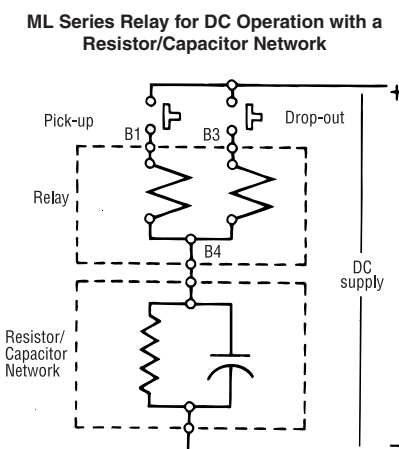 ML Series Relay for DC Operation with a
Resistor/Capacitor Network
Pick-up
Drop-out
B1
B3
Relay
B4
DC
supply
Resistor/
Capacitor
Network
+
−